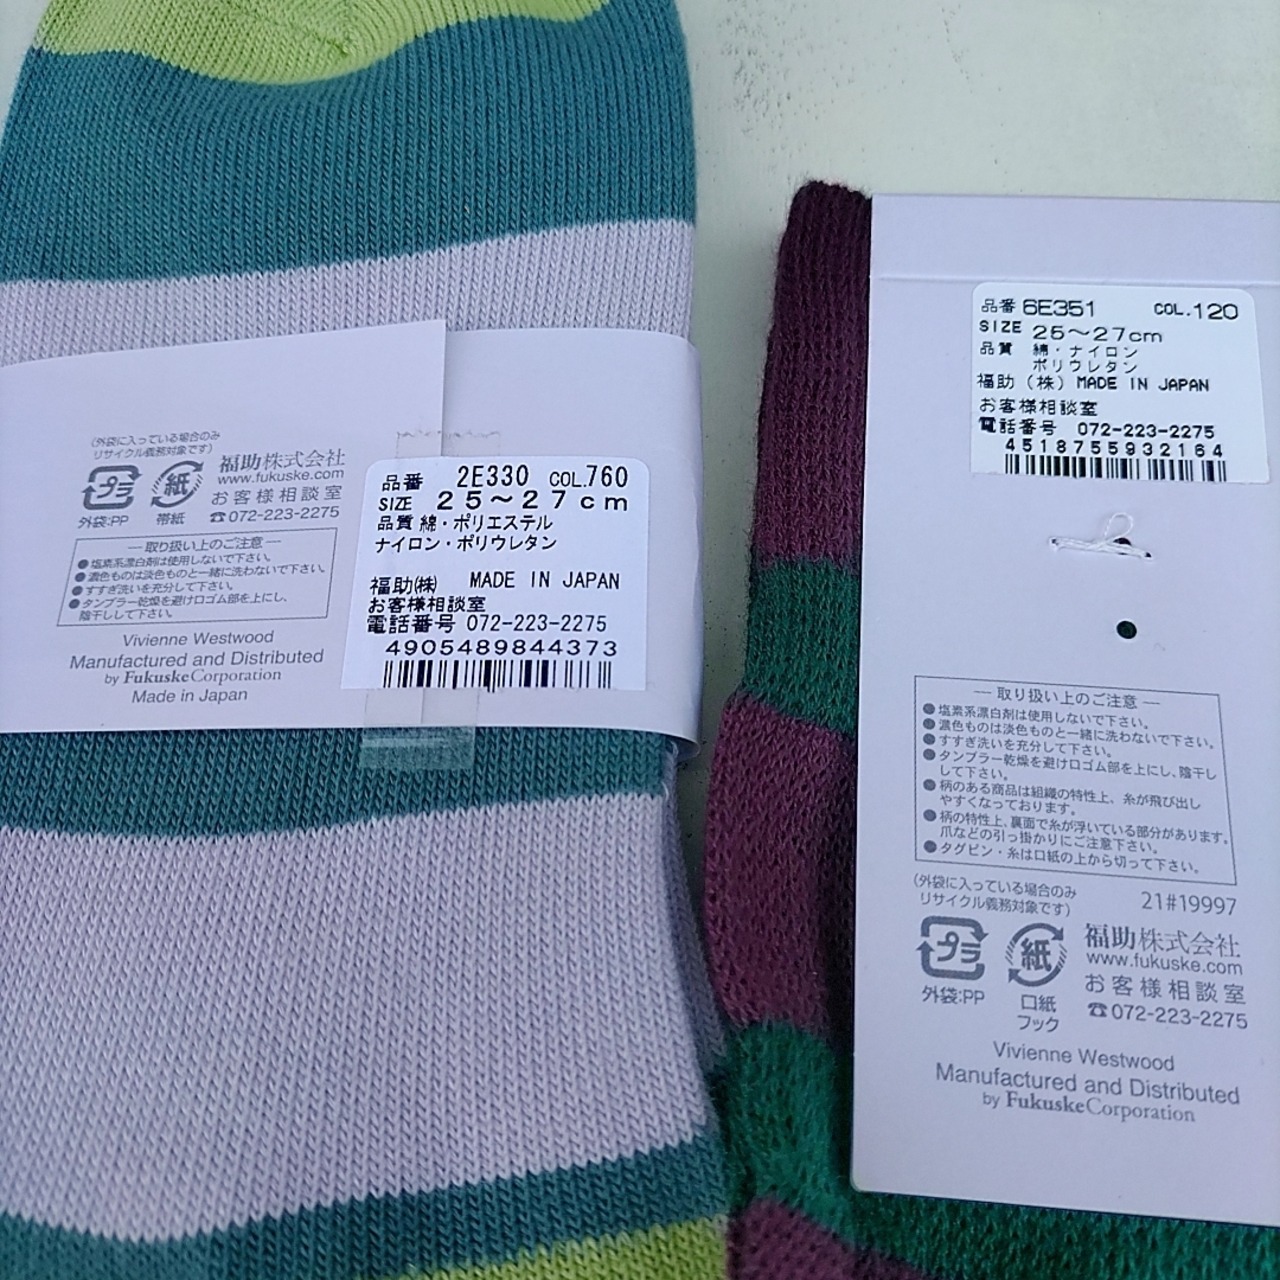 (外袋に入っている場合のみ
リサイクル義務対象です)
プラ
外袋:PP
紙
帯紙
福助株式会社
www.fukuske.com
お客様相談室
☎072-223-2275
― 取り扱い上のご注意 ―
●塩素系漂白剤は使用しないで下さい。
●濃色ものは淡色ものと一緒に洗わないで下さい。
●すすぎ洗いを充分して下さい。
●タンブラー乾燥を避け口ゴム部を上にし、
陰干しして下さい。
Vivienne Westwood
Manufactured and Distributed
by Fukuske Corporation
Made in Japan
品番 2E330 COL.760
SIZE 25～27cm
品質 綿・ポリエステル
ナイロン・ポリウレタン
福助㈱ MADE IN JAPAN
お客様相談室
電話番号 072-223-2275
4905489844373
品番 6E351 COL.120
SIZE 25～27cm
品質 綿・ナイロン
ポリウレタン
福助(株) MADE IN JAPAN
お客様相談室
電話番号 072-223-2275
4518755932164
― 取り扱い上のご注意 ―
●塩素系漂白剤は使用しないで下さい。
●濃色ものは淡色ものと一緒に洗わないで下さい。
●すすぎ洗いを充分して下さい。
●タンブラー乾燥を避け口ゴム部を上にし、陰干し
して下さい。
●柄のある商品は組織の特性上、糸が飛び出し
やすくなっております。
●柄の特性上、裏面で糸が浮いている部分があります。
爪などの引っ掛かりにご注意下さい。
●タグピン・糸は口紙の上から切って下さい。
(外袋に入っている場合のみ
リサイクル義務対象です)
21#19997
プラ
外袋:PP
紙
口紙
フック
福助株式会社
www.fukuske.com
お客様相談室
☎072-223-2275
Vivienne Westwood
Manufactured and Distributed
by Fukuske Corporation